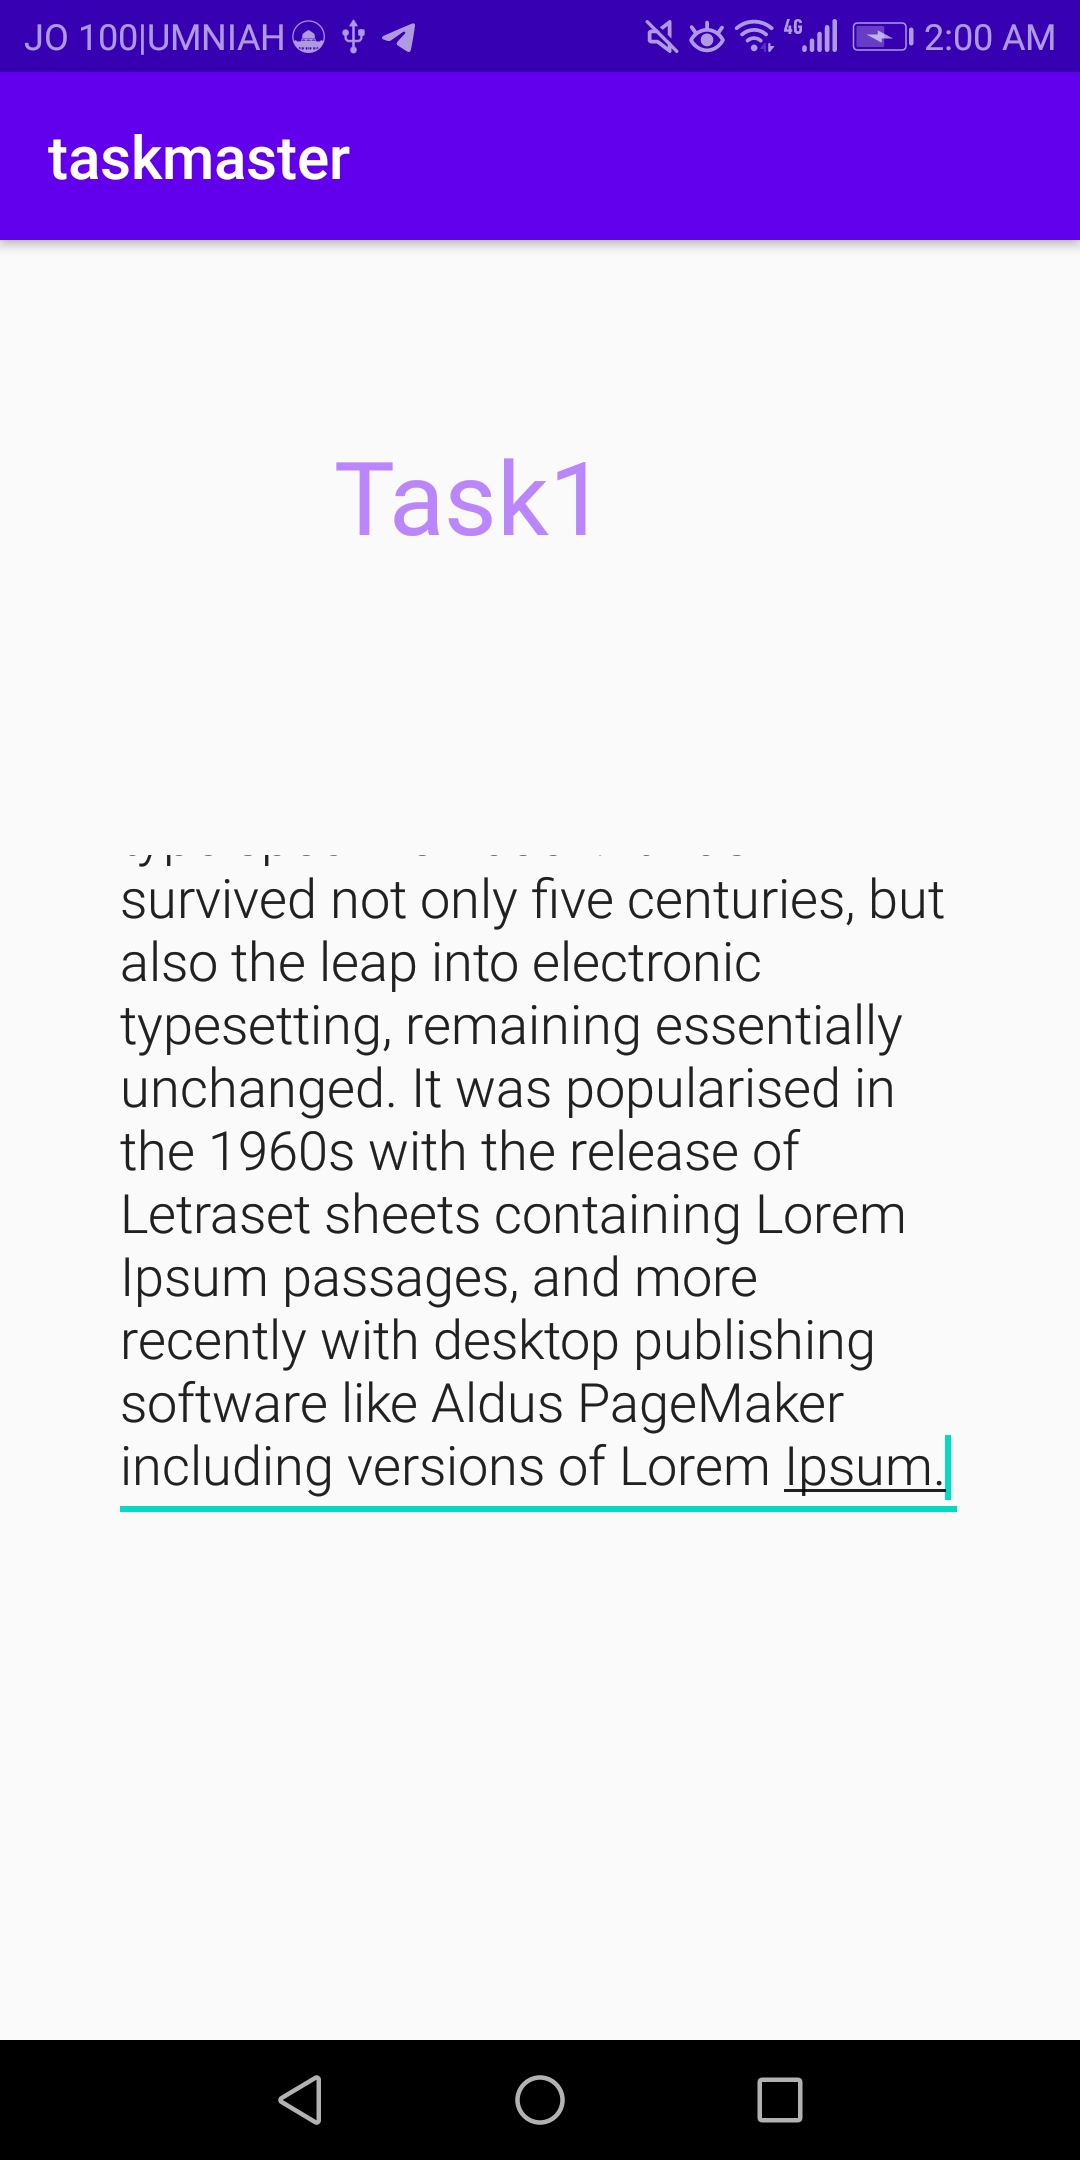 JO 100|UMNIAH 4G 2:00 AM
taskmaster
Task1
survived not only five centuries, but
also the leap into electronic
typesetting, remaining essentially
unchanged. It was popularised in
the 1960s with the release of
Letraset sheets containing Lorem
Ipsum passages, and more
recently with desktop publishing
software like Aldus PageMaker
including versions of Lorem Ipsum.